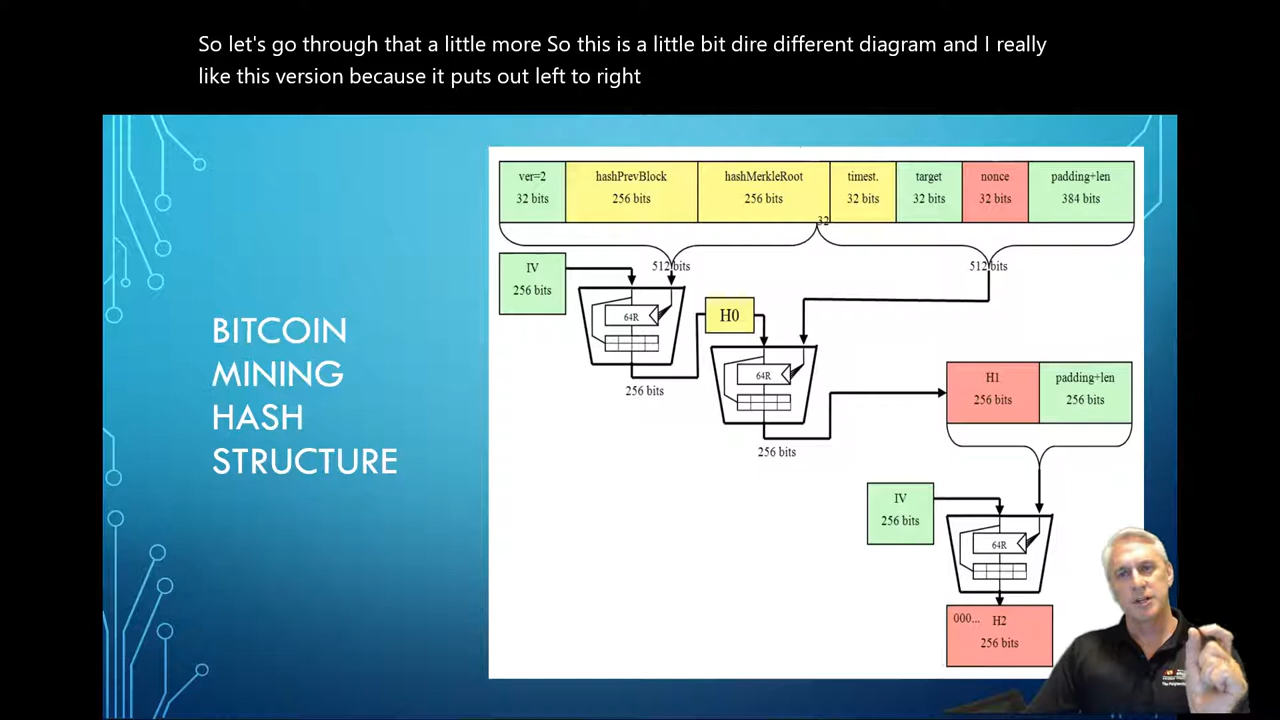 So let's go through that a little more So this is a little bit dire different diagram and I really
like this version because it puts out left to right
BITCOIN
MINING
HASH
STRUCTURE
ver=2
32 bits
hashPrevBlock
256 bits
hashMerkleRoot
256 bits
timest.
32 bits
target
32 bits
nonce
32 bits
padding+len
384 bits
32
512 bits
512 bits
IV
256 bits
64R
256 bits
H0
64R
256 bits
H1
256 bits
padding+len
256 bits
IV
256 bits
64R
000... H2
256 bits